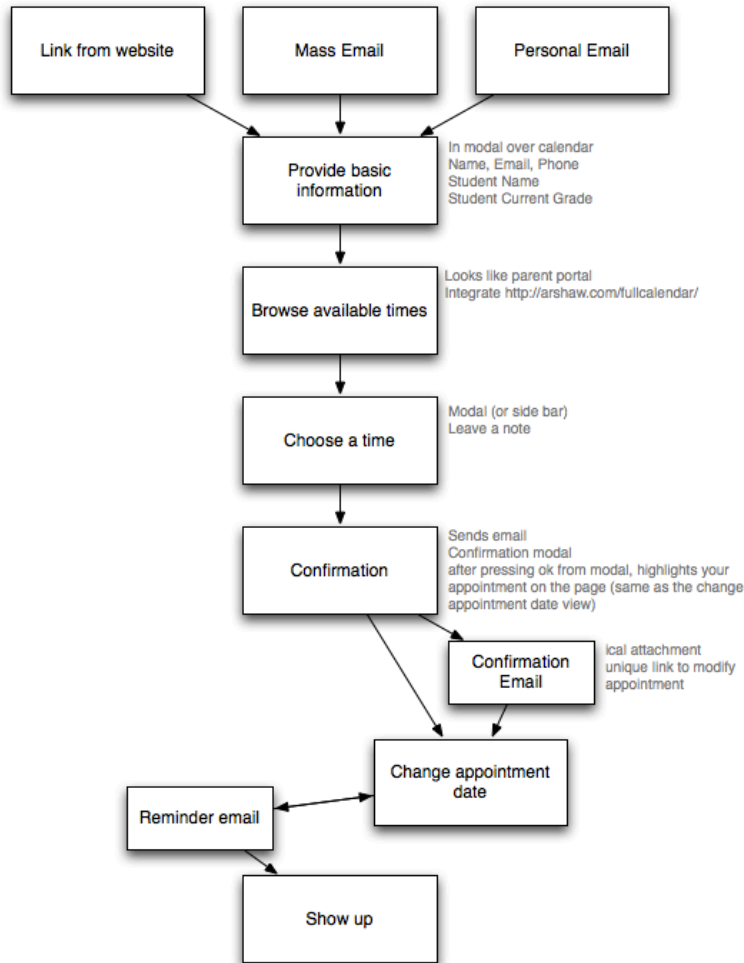 Link from website
Mass Email
Personal Email
Provide basic
information
In modal over calendar
Name, Email, Phone
Student Name
Student Current Grade
Browse available times
Looks like parent portal
Integrate http://arshaw.com/fullcalendar/
Choose a time
Modal (or side bar)
Leave a note
Confirmation
Sends email
Confirmation modal
after pressing ok from modal, highlights your
appointment on the page (same as the change
appointment date view)
Confirmation
Email
ical attachment
unique link to modify
appointment
Change appointment
date
Reminder email
Show up